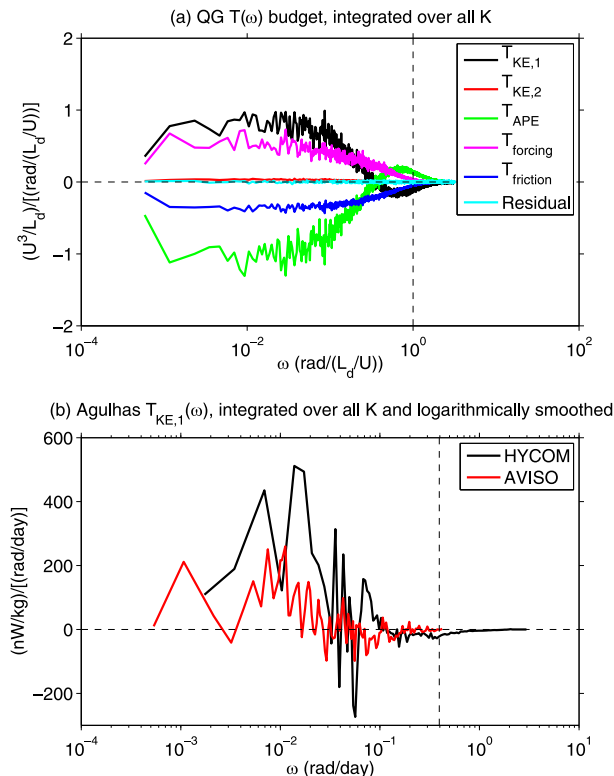 (a) QG T(ω) budget, integrated over all K
(U³/L_d)/[(rad/(L_d/U))]
2
1
0
−1
−2
T_KE,1
T_KE,2
T_APE
T_forcing
T_friction
Residual
10⁻⁴
10⁻²
10⁰
10²
ω (rad/(L_d/U))
(b) Agulhas T_KE,1(ω), integrated over all K and logarithmically smoothed
(nW/kg)/[(rad/day)]
600
400
200
0
−200
HYCOM
AVISO
10⁻⁴
10⁻³
10⁻²
10⁻¹
10⁰
10¹
ω (rad/day)